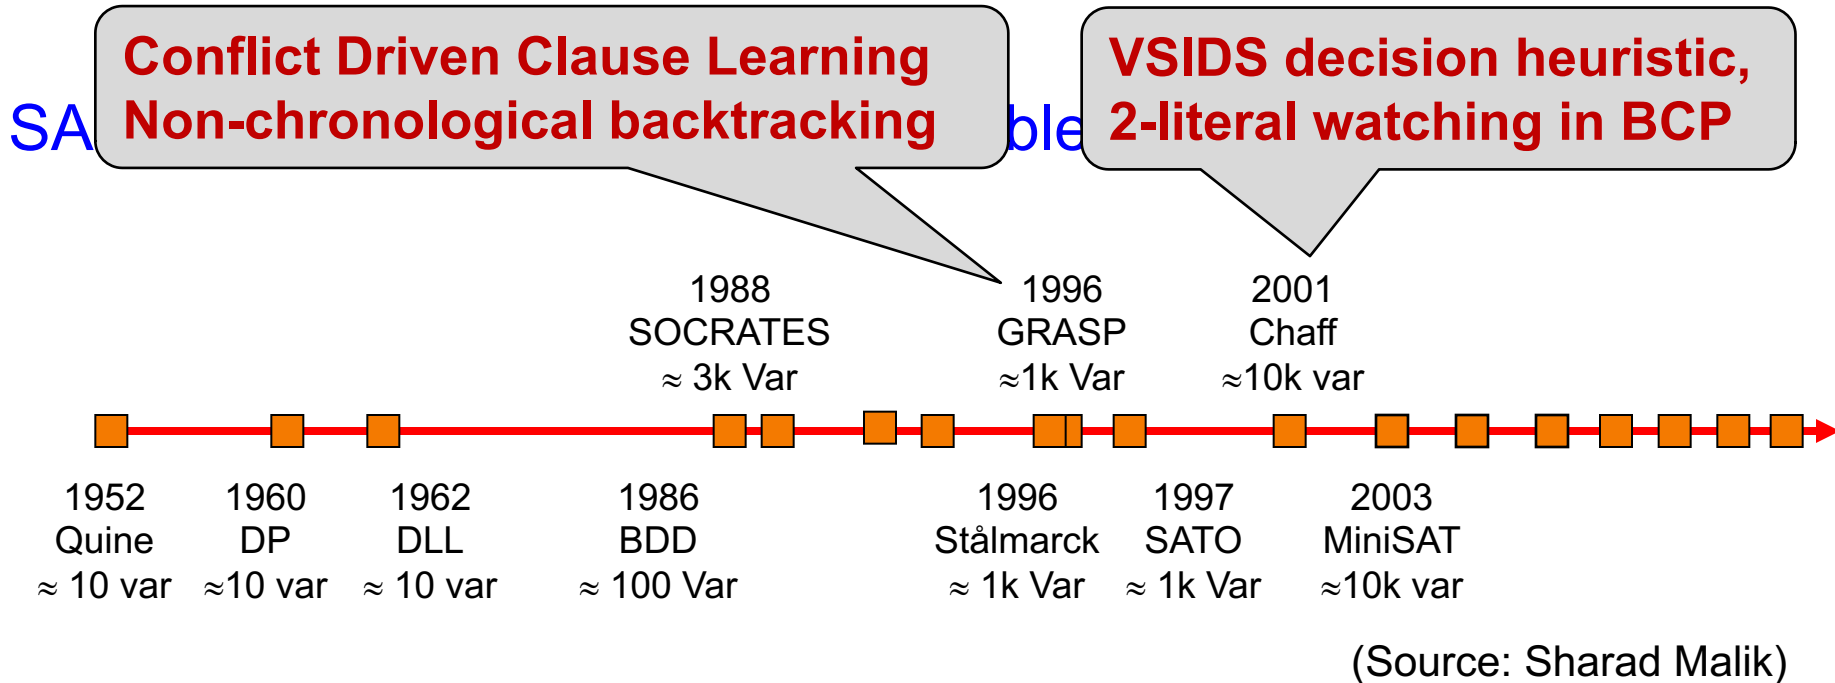 Conflict Driven Clause Learning
Non-chronological backtracking
VSIDS decision heuristic,
2-literal watching in BCP
1988
SOCRATES
≈ 3k Var
1996
GRASP
≈1k Var
2001
Chaff
≈10k var
1952
Quine
≈ 10 var
1960
DP
≈10 var
1962
DLL
≈ 10 var
1986
BDD
≈ 100 Var
1996
Stålmarck
≈ 1k Var
1997
SATO
≈ 1k Var
2003
MiniSAT
≈10k var
(Source: Sharad Malik)